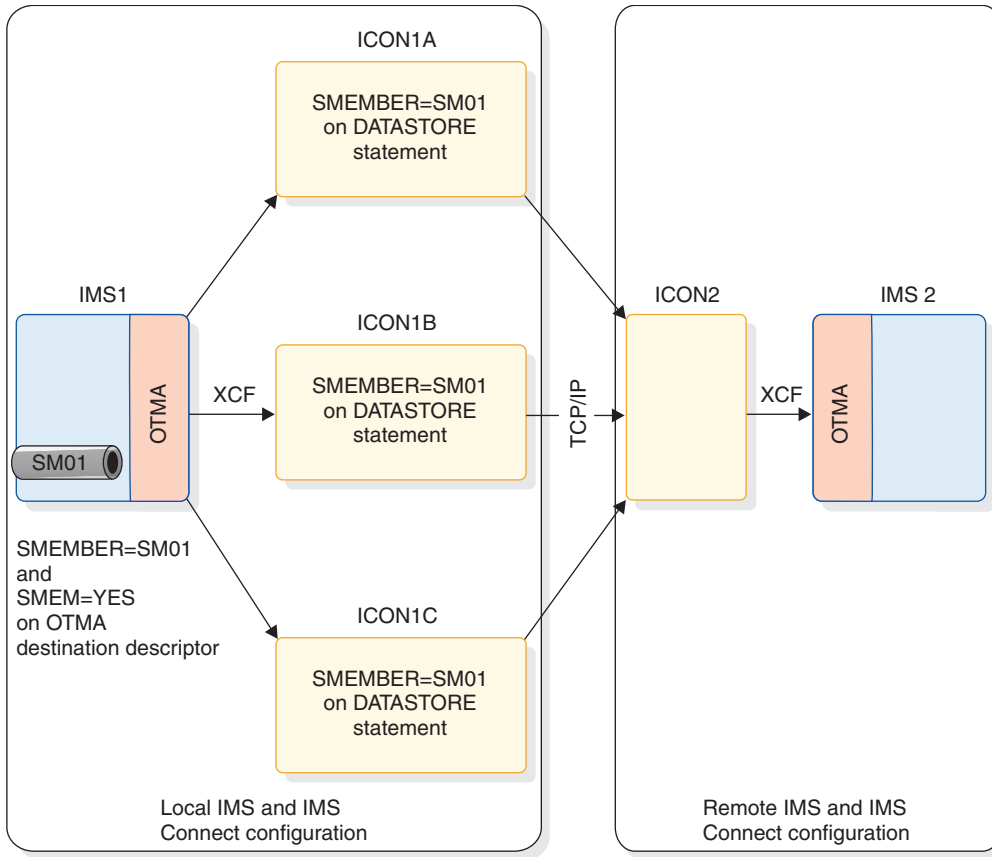 ICON1A
SMEMBER=SM01
on DATASTORE
statement
IMS1
OTMA
SM01
XCF
ICON1B
SMEMBER=SM01
on DATASTORE
statement
TCP/IP
ICON2
XCF
IMS 2
OTMA
SMEMBER=SM01
and
SMEM=YES
on OTMA
destination descriptor
ICON1C
SMEMBER=SM01
on DATASTORE
statement
Local IMS and IMS
Connect configuration
Remote IMS and IMS
Connect configuration